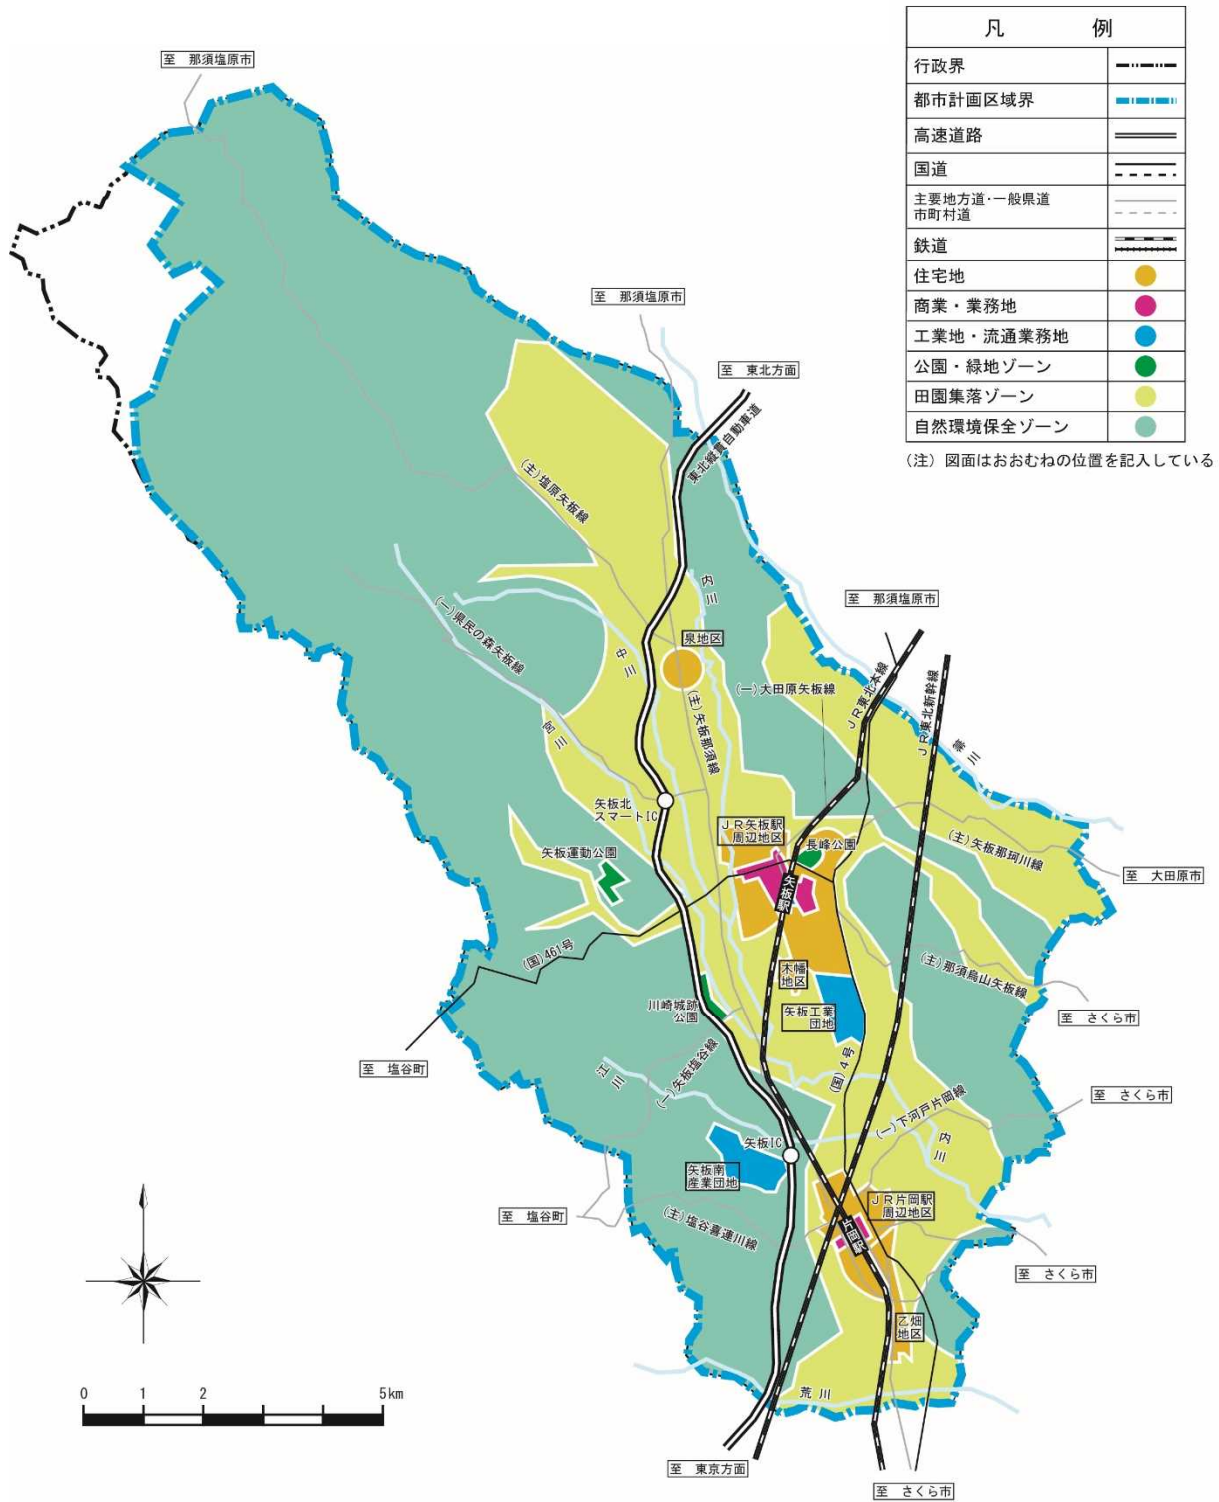 凡 例
行政界
都市計画区域界
高速道路
国道
主要地方道・一般県道
市町村道
鉄道
住宅地
商業・業務地
工業地・流通業務地
公園・緑地ゾーン
田園集落ゾーン
自然環境保全ゾーン
(注) 図面はおおむねの位置を記入している
至 那須塩原市
至 那須塩原市
至 東北方面
東北縦貫自動車道
(主)塩原矢板線
内川
至 那須塩原市
(一)県民の森矢板線
中川
泉地区
(一)大田原矢板線
JR東北本線
JR東北新幹線
箒川
宮川
(主)矢板那須線
矢板北
スマートIC
JR矢板駅
周辺地区
長峰公園
(主)矢板那珂川線
矢板運動公園
至 大田原市
矢板駅
(国)461号
木幡
地区
(主)那須烏山矢板線
川崎城跡
公園
矢板工業
団地
至 さくら市
至 塩谷町
江川
(一)矢板塩谷線
(国)4号
(一)下河戸片岡線
至 さくら市
内川
矢板IC
矢板南
産業団地
JR片岡駅
周辺地区
至 塩谷町
(主)塩谷喜連川線
片岡駅
至 さくら市
乙畑
地区
荒川
0 1 2 5km
至 東京方面
至 さくら市